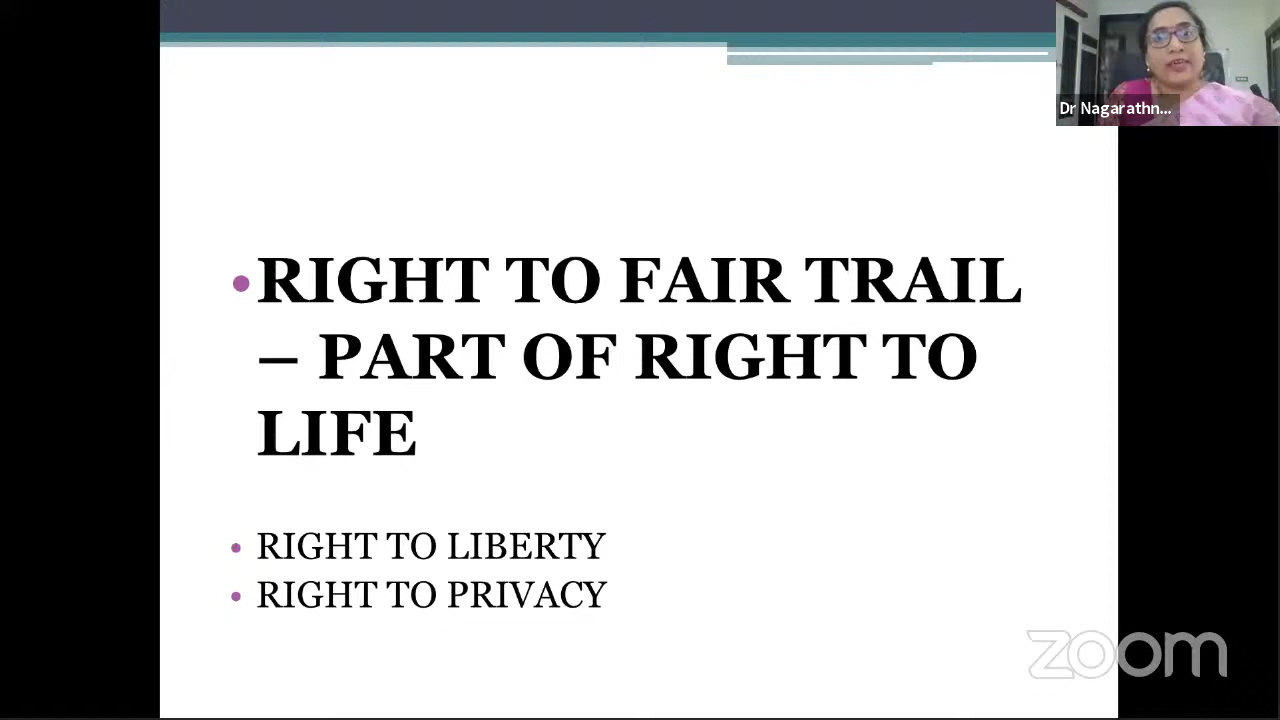 Dr Nagarathn...
•RIGHT TO FAIR TRAIL
– PART OF RIGHT TO
LIFE
• RIGHT TO LIBERTY
• RIGHT TO PRIVACY
zoom